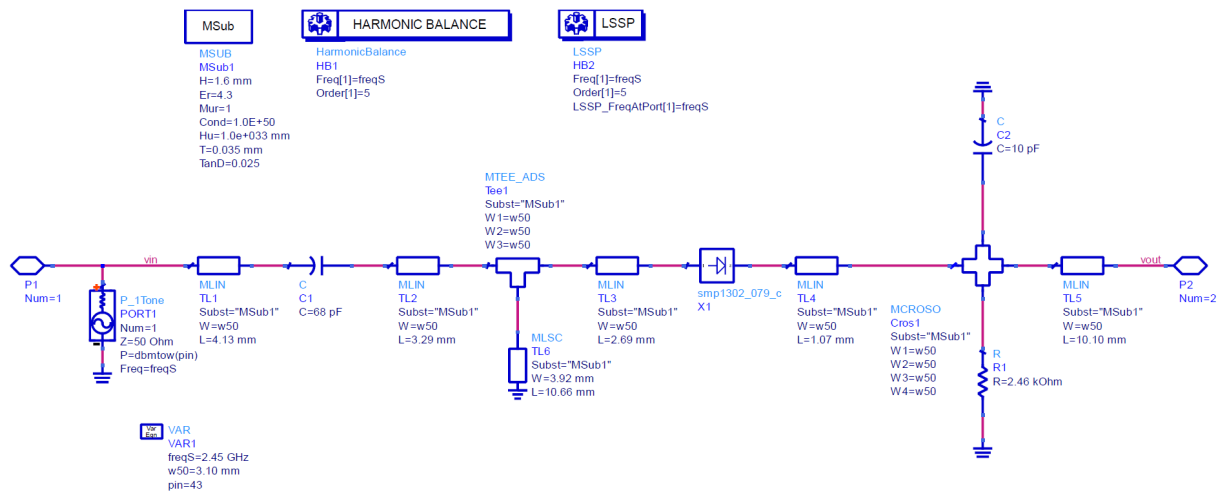 MSub
MSUB
MSub1
H=1.6 mm
Er=4.3
Mur=1
Cond=1.0E+50
Hu=1.0e+033 mm
T=0.035 mm
TanD=0.025
HARMONIC BALANCE
HarmonicBalance
HB1
Freq[1]=freqS
Order[1]=5
LSSP
LSSP
HB2
Freq[1]=freqS
Order[1]=5
LSSP_FreqAtPort[1]=freqS
C
C2
C=10 pF
MTEE_ADS
Tee1
Subst="MSub1"
W1=w50
W2=w50
W3=w50
P1
Num=1
vin
P_1Tone
PORT1
Num=1
Z=50 Ohm
P=dbmtow(pin)
Freq=freqS
MLIN
TL1
Subst="MSub1"
W=w50
L=4.13 mm
C
C1
C=68 pF
MLIN
TL2
Subst="MSub1"
W=w50
L=3.29 mm
MLSC
TL6
Subst="MSub1"
W=3.92 mm
L=10.66 mm
MLIN
TL3
Subst="MSub1"
W=w50
L=2.69 mm
smp1302_079_c
X1
MLIN
TL4
Subst="MSub1"
W=w50
L=1.07 mm
MCROSO
Cros1
Subst="MSub1"
W1=w50
W2=w50
W3=w50
W4=w50
R
R1
R=2.46 kOhm
MLIN
TL5
Subst="MSub1"
W=w50
L=10.10 mm
vout
P2
Num=2
Var
Eqn
VAR
VAR1
freqS=2.45 GHz
w50=3.10 mm
pin=43